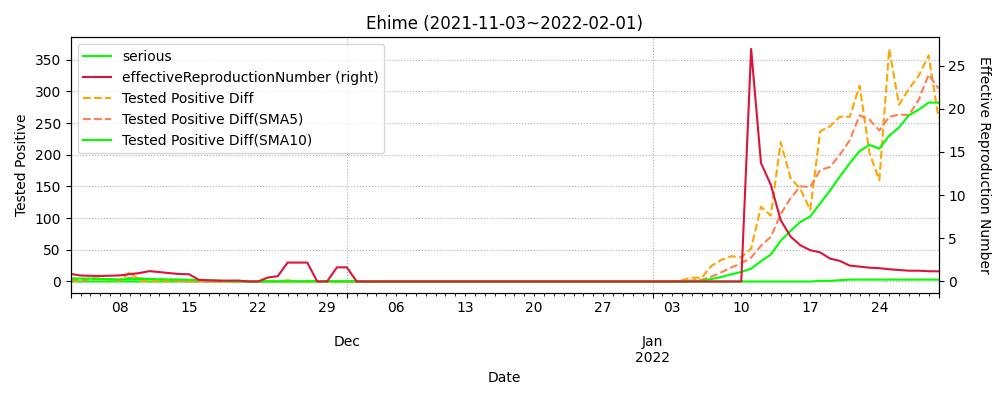 Ehime (2021-11-03~2022-02-01)
serious
effectiveReproductionNumber (right)
Tested Positive Diff
Tested Positive Diff(SMA5)
Tested Positive Diff(SMA10)
Tested Positive
350
300
250
200
150
100
50
0
25
20
15
10
5
0
Effective Reproduction Number
08 15 22 29 06 13 20 27 03 10 17 24
Dec Jan
2022
Date